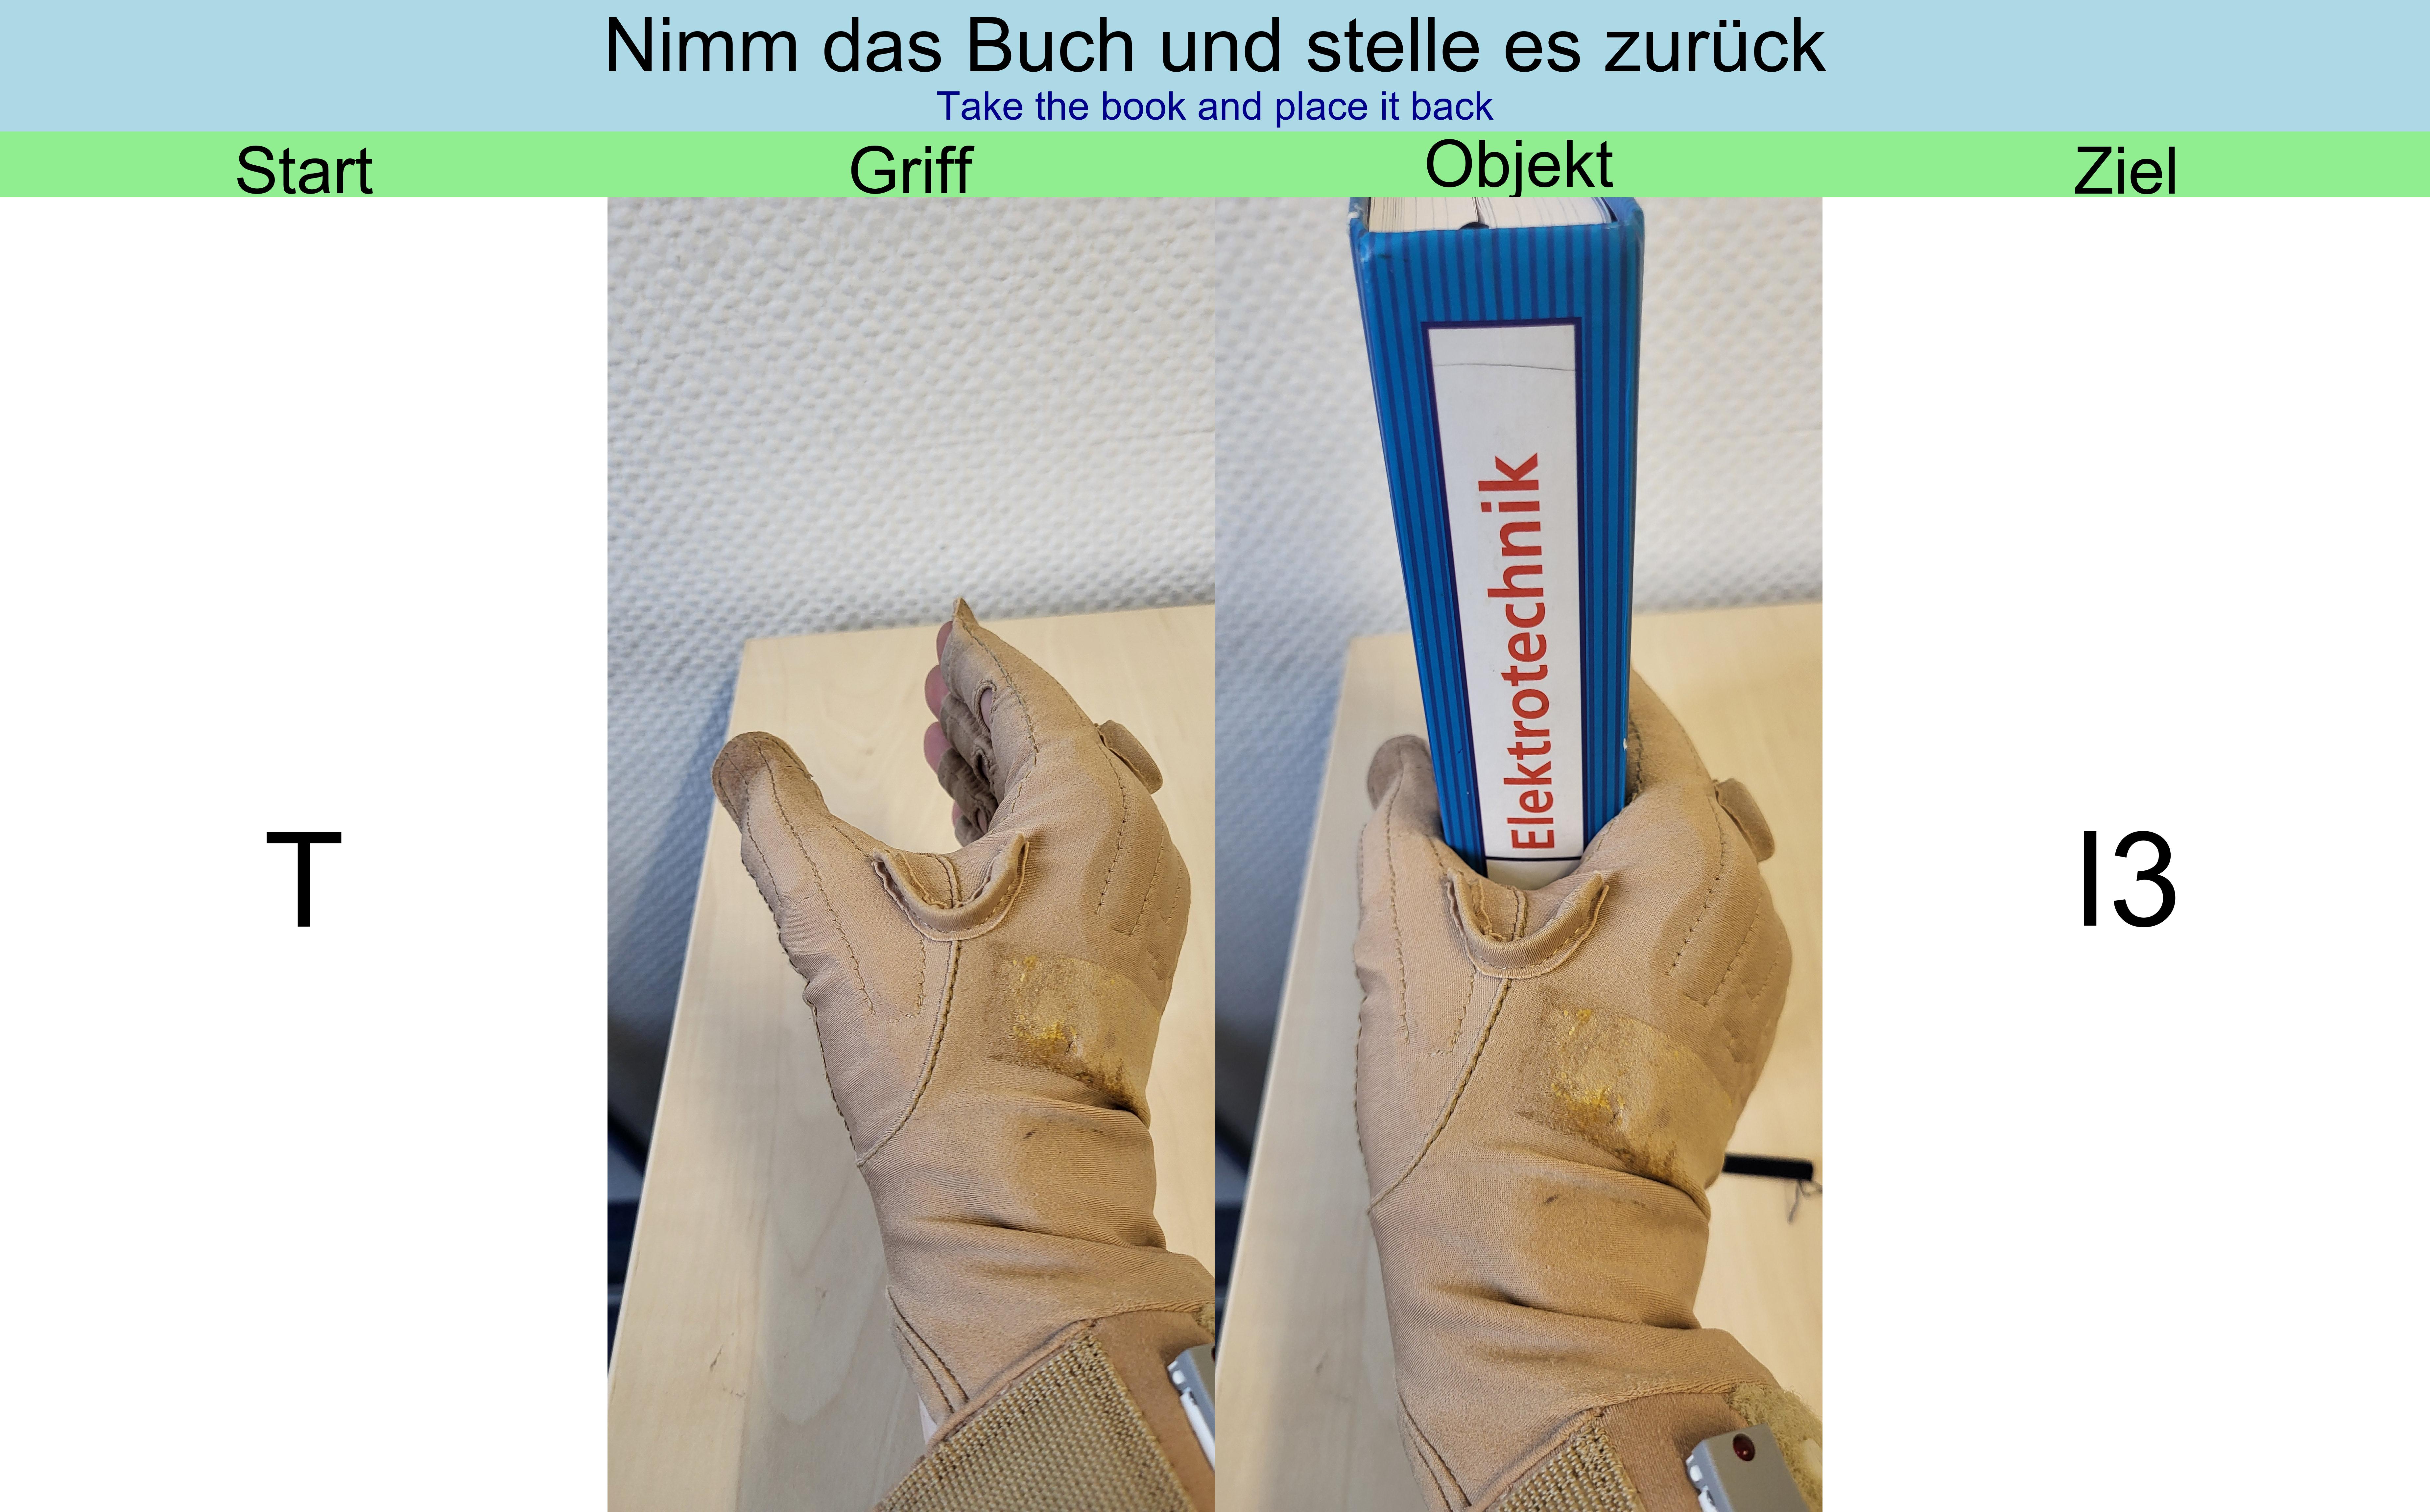 Nimm das Buch und stelle es zurück
Take the book and place it back
Start Griff Objekt Ziel
Elektrotechnik
T I3